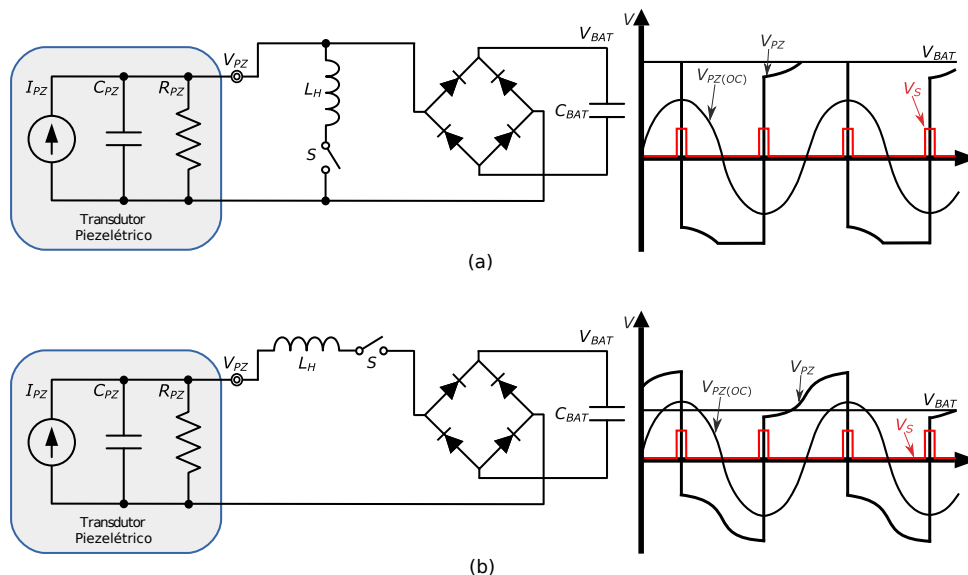 I_PZ
C_PZ
R_PZ
V_PZ
L_H
S
V_BAT
C_BAT
Transdutor
Piezelétrico
V
V_PZ
V_BAT
V_PZ(OC)
V_S
(a)
I_PZ
C_PZ
R_PZ
V_PZ
L_H
S
V_BAT
C_BAT
Transdutor
Piezelétrico
V
V_PZ
V_PZ(OC)
V_BAT
V_S
(b)